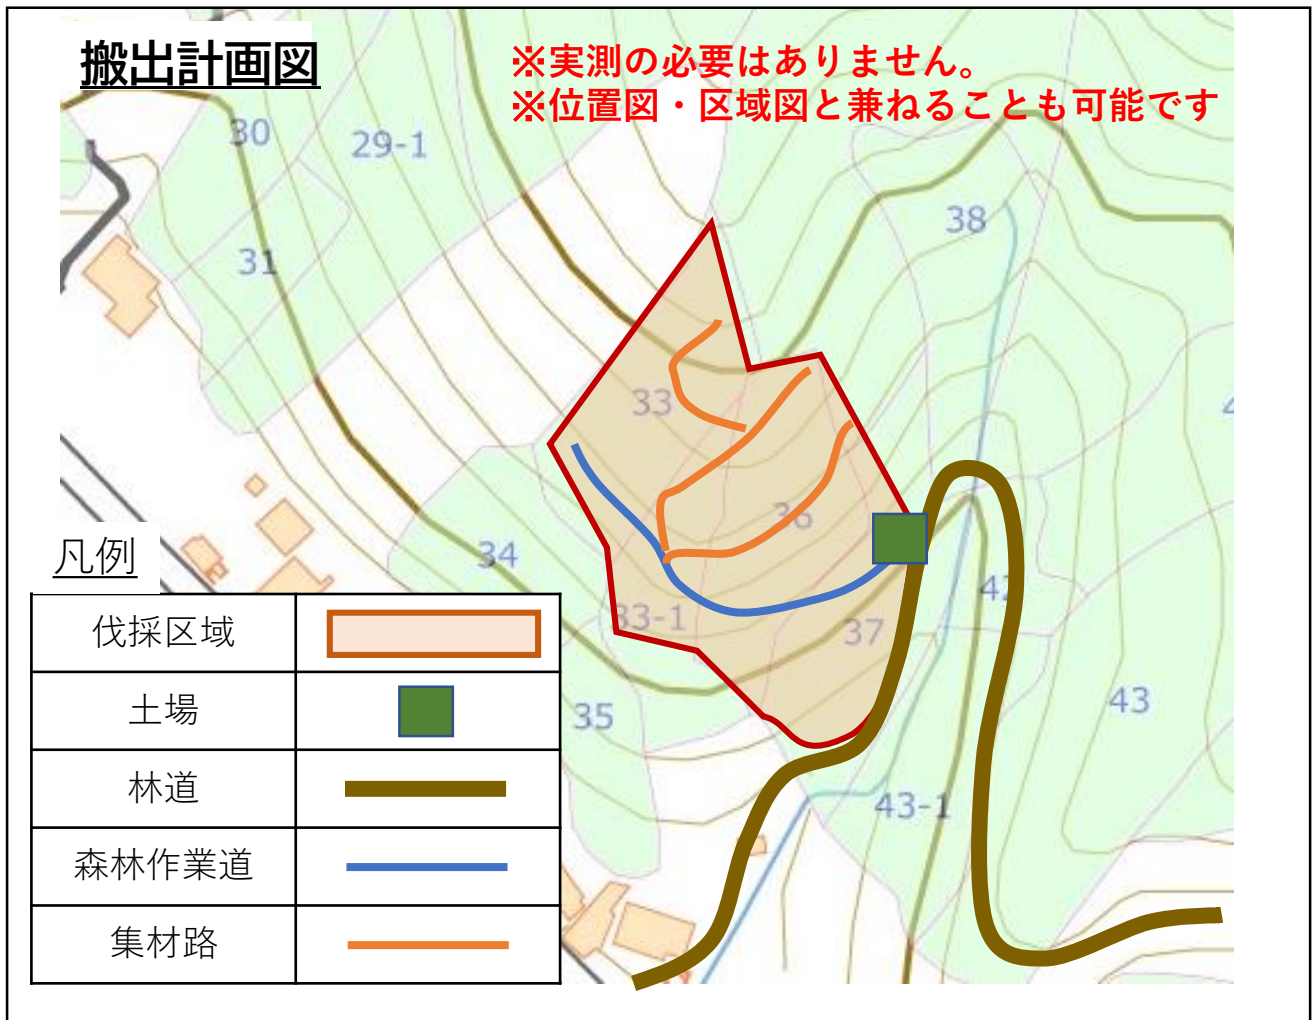 搬出計画図
※実測の必要はありません。
※位置図・区域図と兼ねることも可能です
30
29-1
38
31
33
36
34
42
33-1
37
35
43
43-1
凡例
伐採区域
土場
林道
森林作業道
集材路